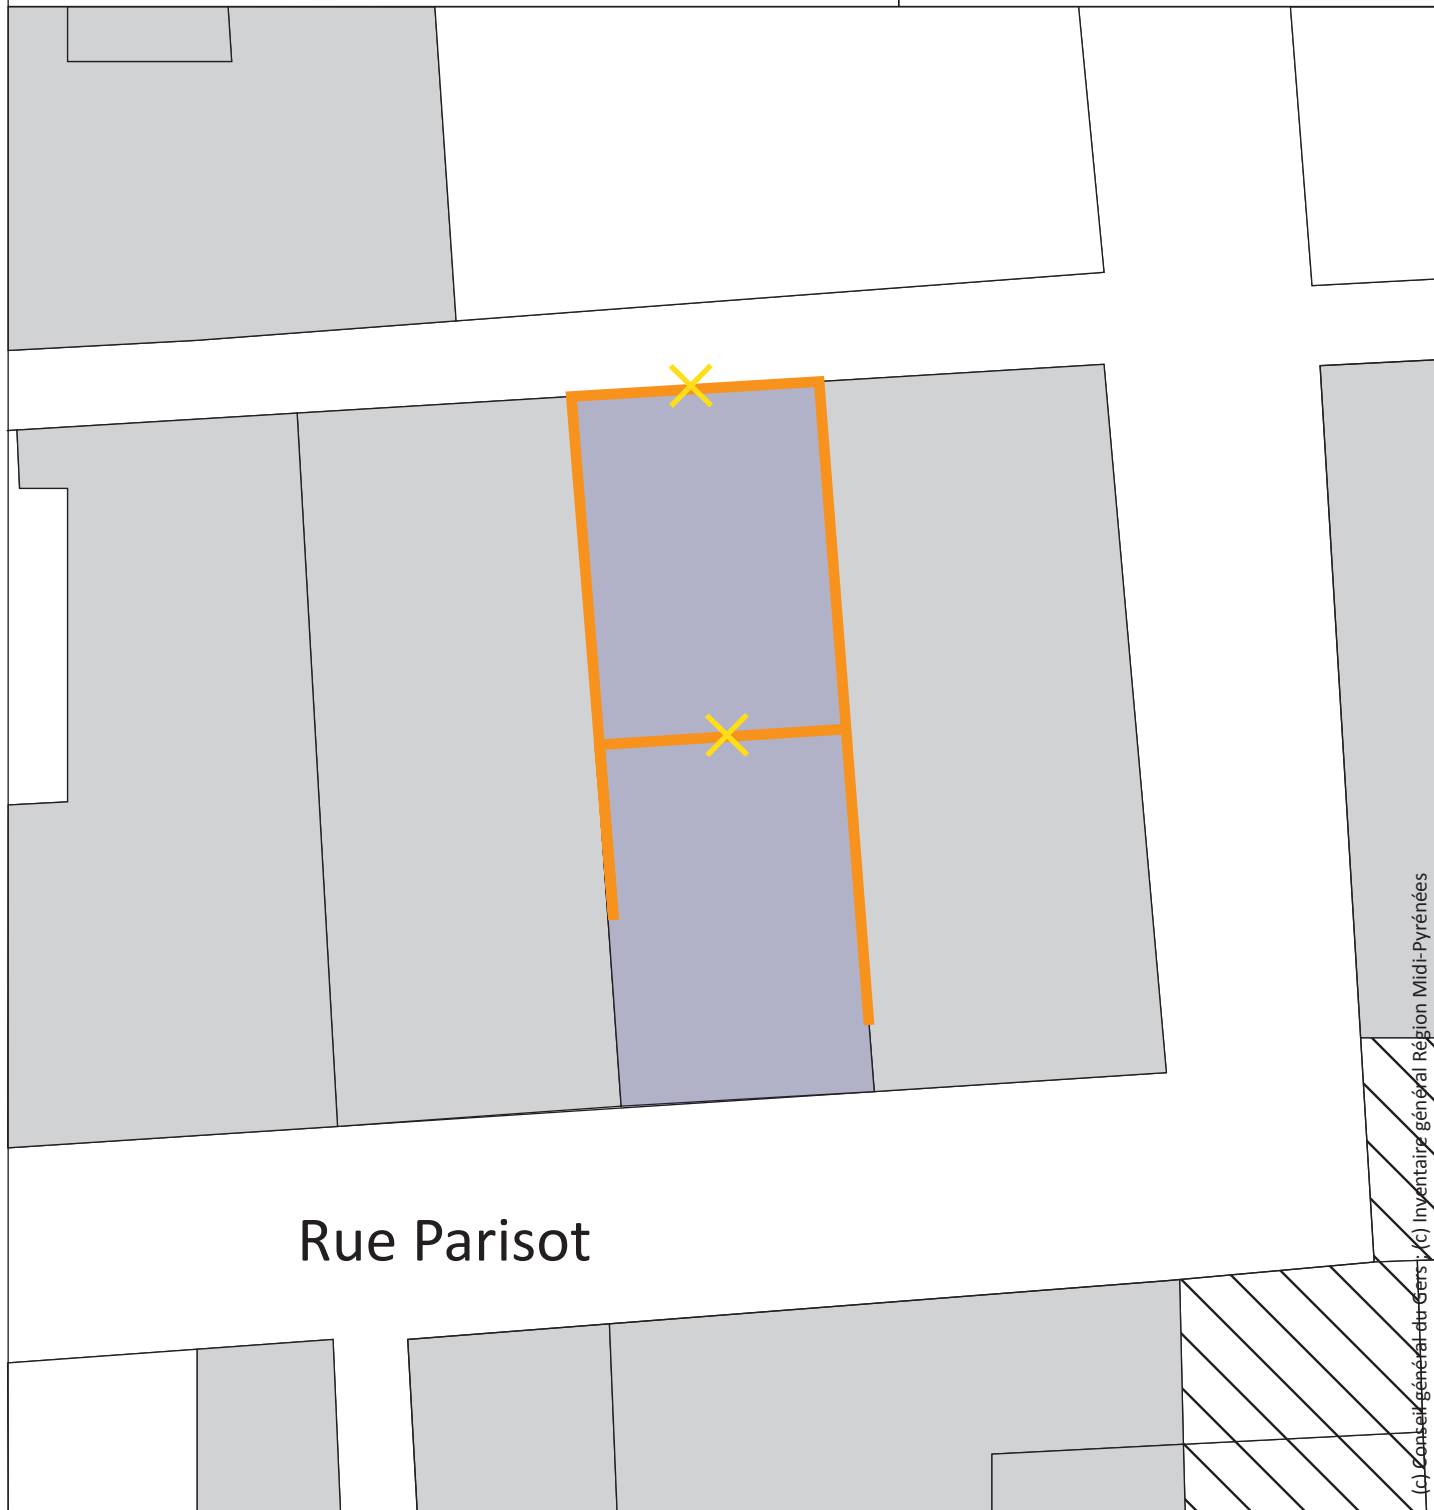 Rue Parisot
(c) Conseil général du Gers ; (c) Inventaire général Région Midi-Pyrénées